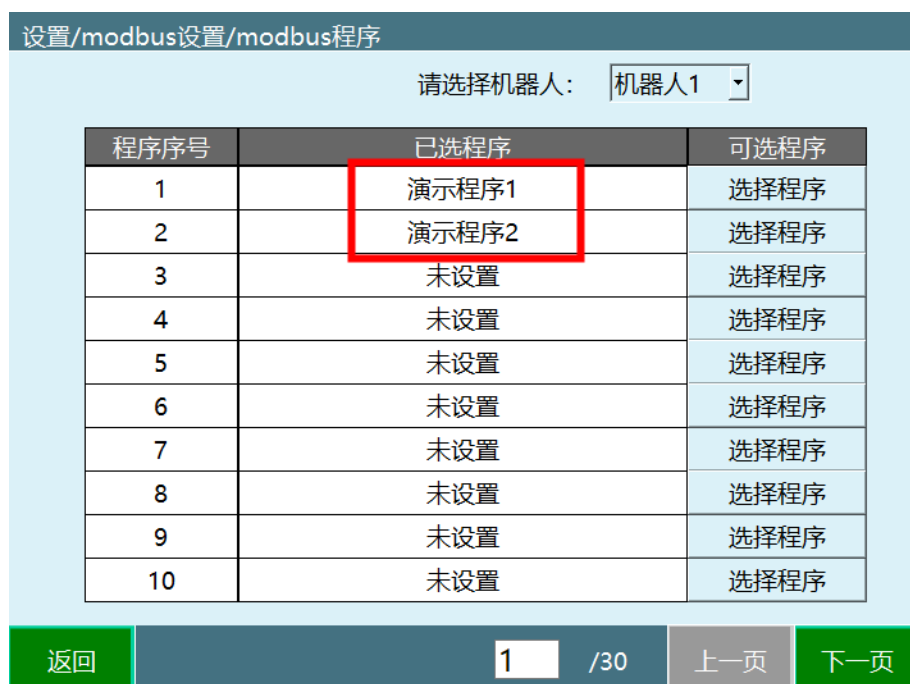 设置/modbus设置/modbus程序
请选择机器人： 机器人1
程序序号 已选程序 可选程序
1 演示程序1 选择程序
2 演示程序2 选择程序
3 未设置 选择程序
4 未设置 选择程序
5 未设置 选择程序
6 未设置 选择程序
7 未设置 选择程序
8 未设置 选择程序
9 未设置 选择程序
10 未设置 选择程序
返回 1 /30 上一页 下一页